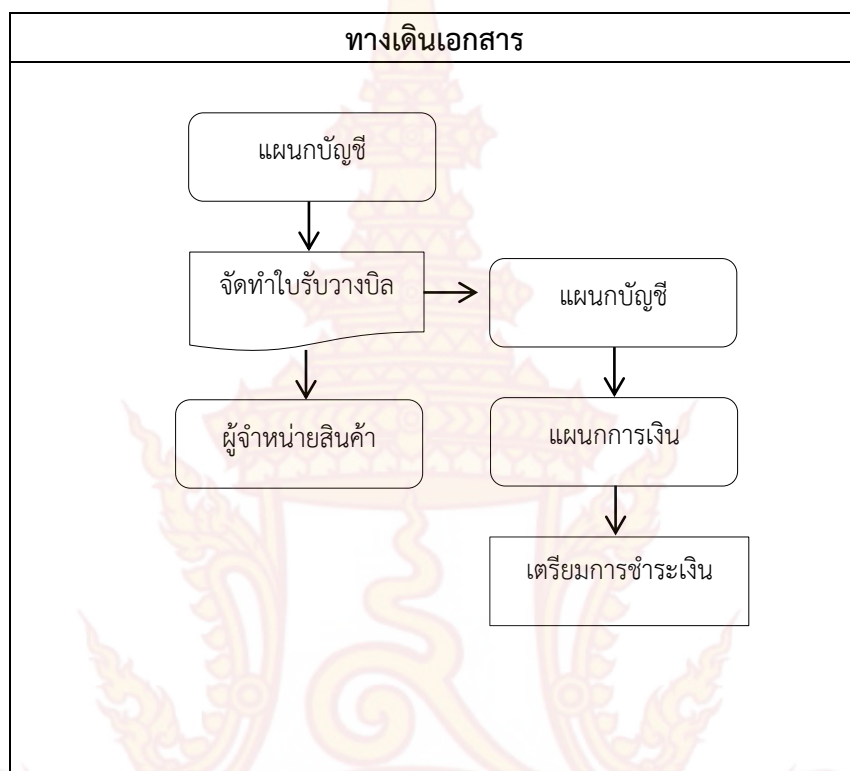 ทางเดินเอกสาร
แผนกบัญชี
จัดทำใบรับวางบิล
แผนกบัญชี
ผู้จำหน่ายสินค้า
แผนกการเงิน
เตรียมการชำระเงิน